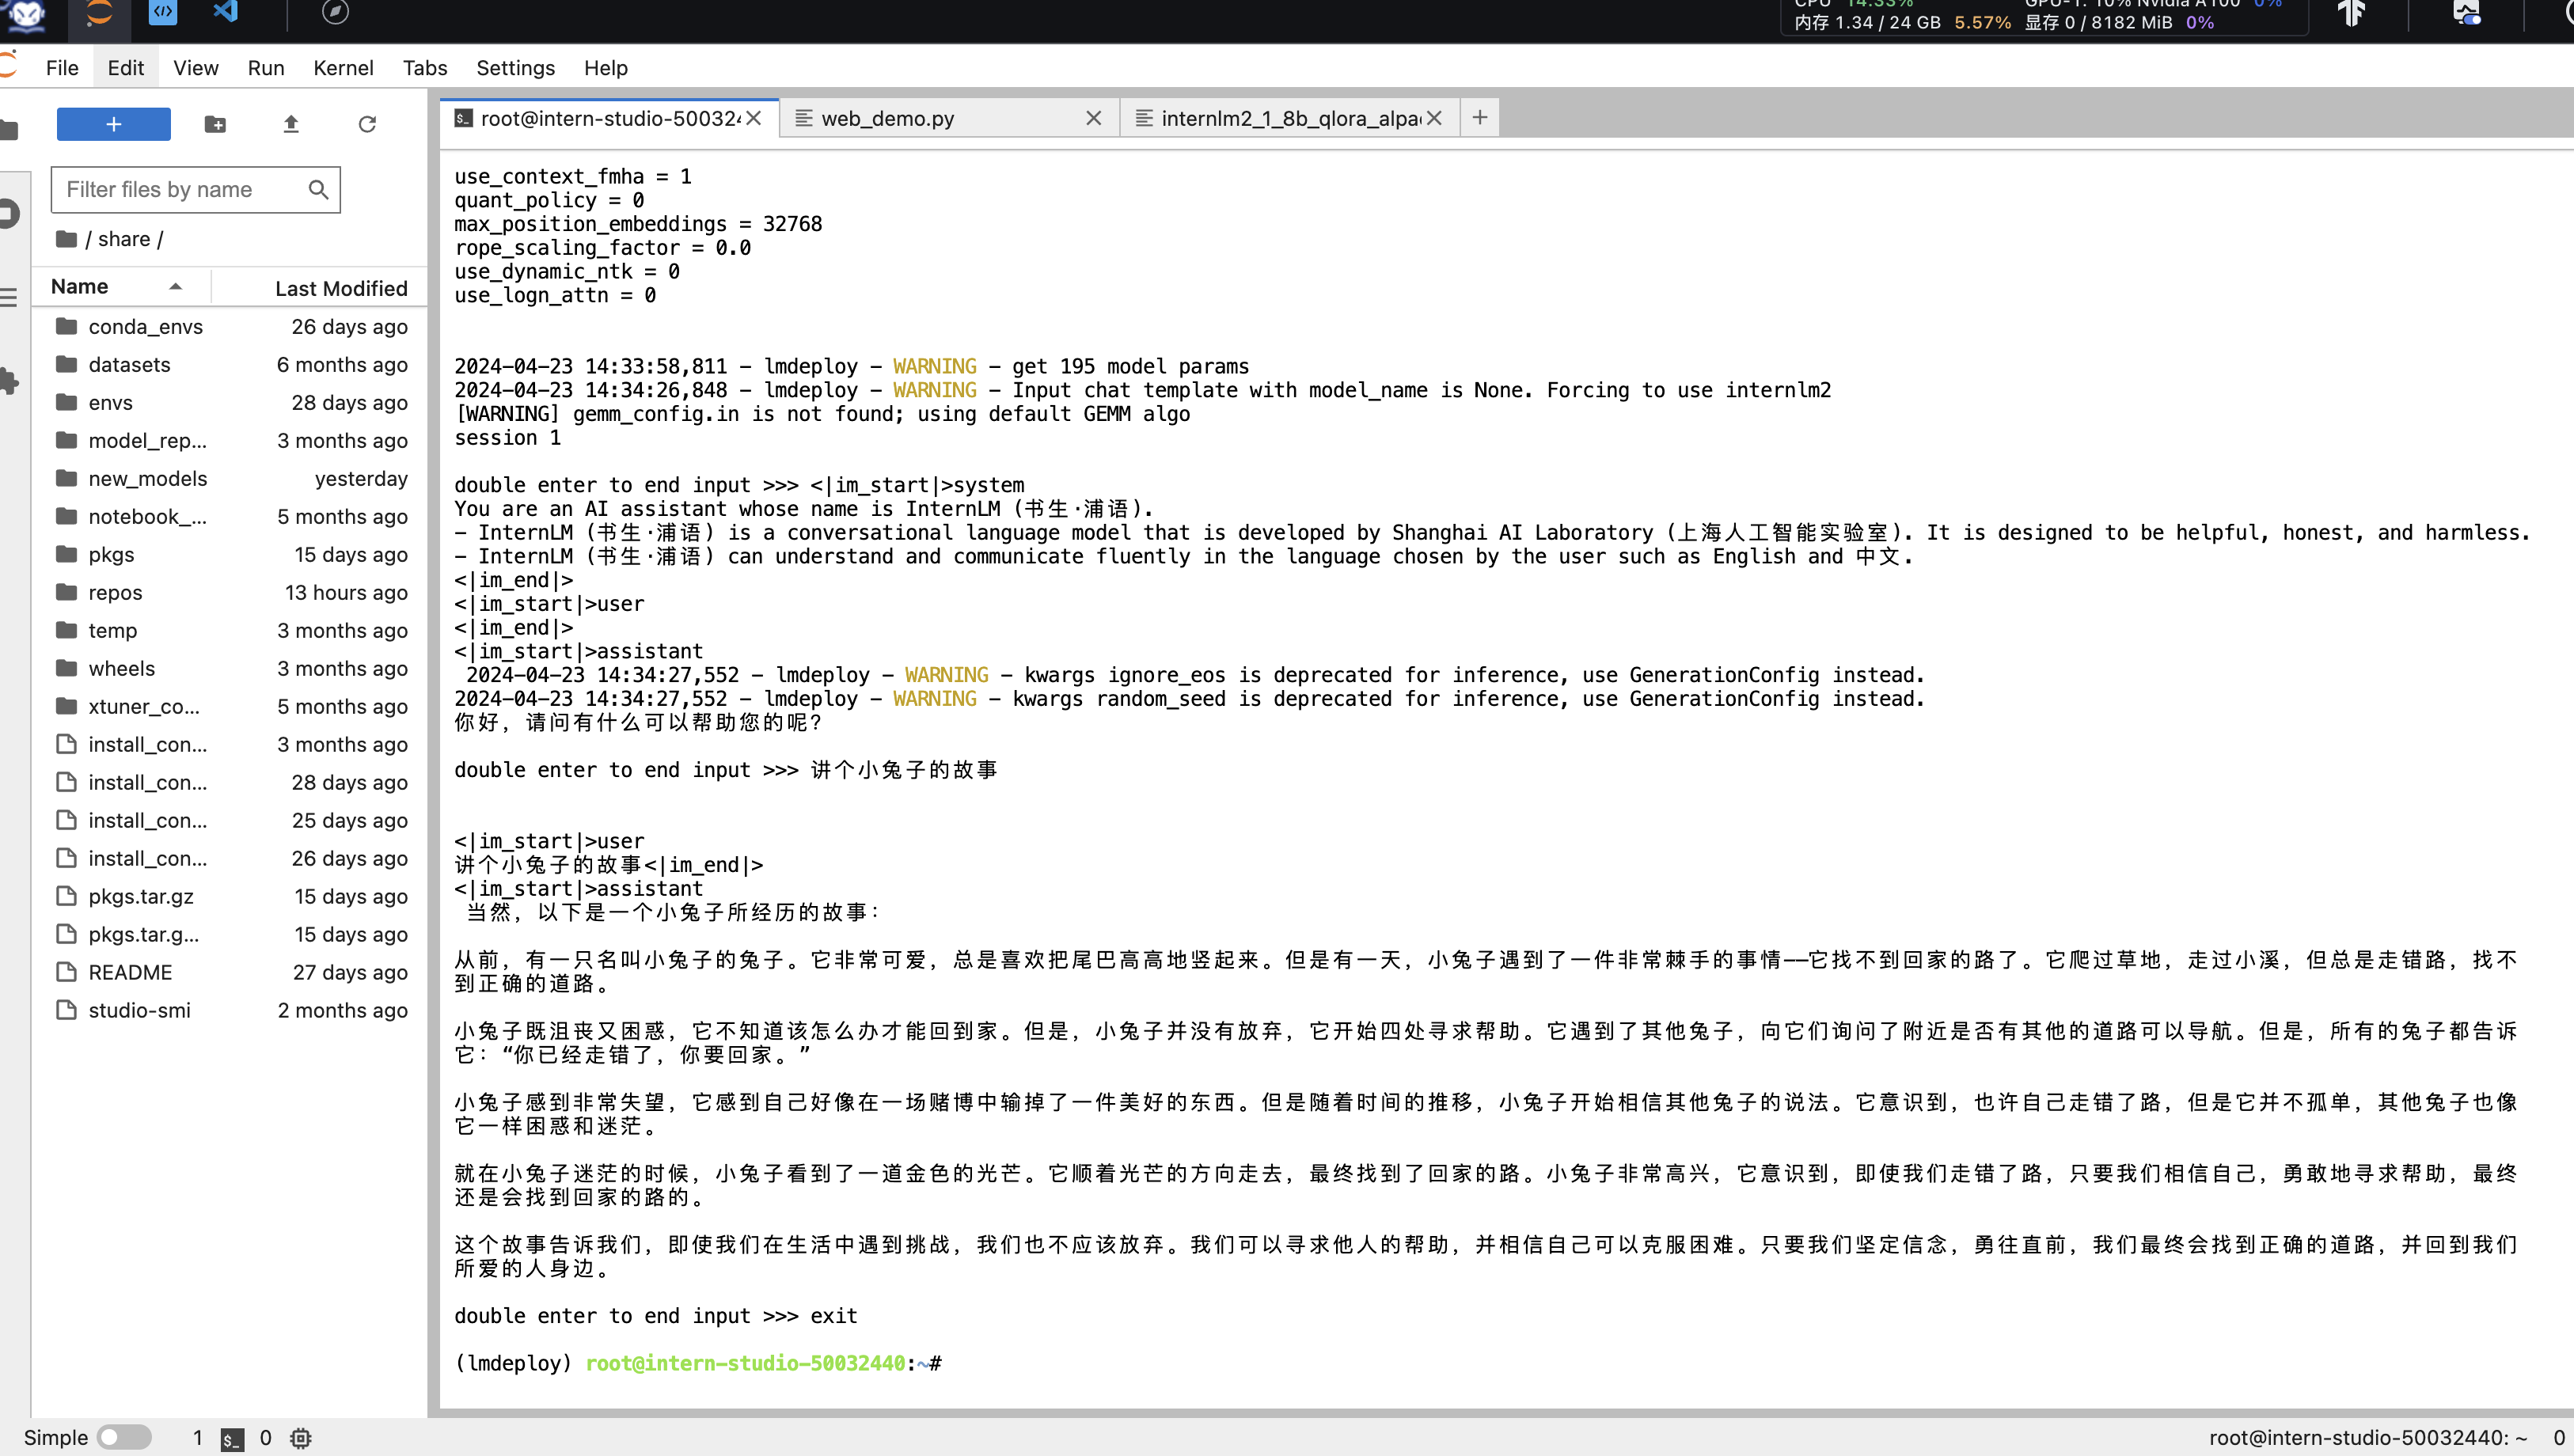 CPU 14.33% GPU-1: 10% Nvidia A100 0%
内存 1.34 / 24 GB 5.57% 显存 0 / 8182 MiB 0%
File Edit View Run Kernel Tabs Settings Help
root@intern-studio-50032
web_demo.py
internlm2_1_8b_qlora_alpa
+
Filter files by name
/ share /
Name Last Modified
conda_envs 26 days ago
datasets 6 months ago
envs 28 days ago
model_rep... 3 months ago
new_models yesterday
notebook_... 5 months ago
pkgs 15 days ago
repos 13 hours ago
temp 3 months ago
wheels 3 months ago
xtuner_co... 5 months ago
install_con... 3 months ago
install_con... 28 days ago
install_con... 25 days ago
install_con... 26 days ago
pkgs.tar.gz 15 days ago
pkgs.tar.g... 15 days ago
README 27 days ago
studio-smi 2 months ago
use_context_fmha = 1
quant_policy = 0
max_position_embeddings = 32768
rope_scaling_factor = 0.0
use_dynamic_ntk = 0
use_logn_attn = 0
2024-04-23 14:33:58,811 - lmdeploy - WARNING - get 195 model params
2024-04-23 14:34:26,848 - lmdeploy - WARNING - Input chat template with model_name is None. Forcing to use internlm2
[WARNING] gemm_config.in is not found; using default GEMM algo
session 1
double enter to end input >>> <|im_start|>system
You are an AI assistant whose name is InternLM (书生·浦语).
- InternLM (书生·浦语) is a conversational language model that is developed by Shanghai AI Laboratory (上海人工智能实验室). It is designed to be helpful, honest, and harmless.
- InternLM (书生·浦语) can understand and communicate fluently in the language chosen by the user such as English and 中文.
<|im_end|>
<|im_start|>user
<|im_end|>
<|im_start|>assistant
2024-04-23 14:34:27,552 - lmdeploy - WARNING - kwargs ignore_eos is deprecated for inference, use GenerationConfig instead.
2024-04-23 14:34:27,552 - lmdeploy - WARNING - kwargs random_seed is deprecated for inference, use GenerationConfig instead.
你好，请问有什么可以帮助您的呢?
double enter to end input >>> 讲个小兔子的故事
<|im_start|>user
讲个小兔子的故事<|im_end|>
<|im_start|>assistant
当然，以下是一个小兔子所经历的故事：
从前，有一只名叫小兔子的兔子。它非常可爱，总是喜欢把尾巴高高地竖起来。但是有一天，小兔子遇到了一件非常棘手的事情——它找不到回家的路了。它爬过草地，走过小溪，但总是走错路，找不
到正确的道路。
小兔子既沮丧又困惑，它不知道该怎么办才能回到家。但是，小兔子并没有放弃，它开始四处寻求帮助。它遇到了其他兔子，向它们询问了附近是否有其他的道路可以导航。但是，所有的兔子都告诉
它：“你已经走错了，你要回家。”
小兔子感到非常失望，它感到自己好像在一场赌博中输掉了一件美好的东西。但是随着时间的推移，小兔子开始相信其他兔子的说法。它意识到，也许自己走错了路，但是它并不孤单，其他兔子也像
它一样困惑和迷茫。
就在小兔子迷茫的时候，小兔子看到了一道金色的光芒。它顺着光芒的方向走去，最终找到了回家的路。小兔子非常高兴，它意识到，即使我们走错了路，只要我们相信自己，勇敢地寻求帮助，最终
还是会找到回家的路的。
这个故事告诉我们，即使我们在生活中遇到挑战，我们也不应该放弃。我们可以寻求他人的帮助，并相信自己可以克服困难。只要我们坚定信念，勇往直前，我们最终会找到正确的道路，并回到我们
所爱的人身边。
double enter to end input >>> exit
(lmdeploy) root@intern-studio-50032440:~#
Simple 1 $_ 0 root@intern-studio-50032440: ~ 0